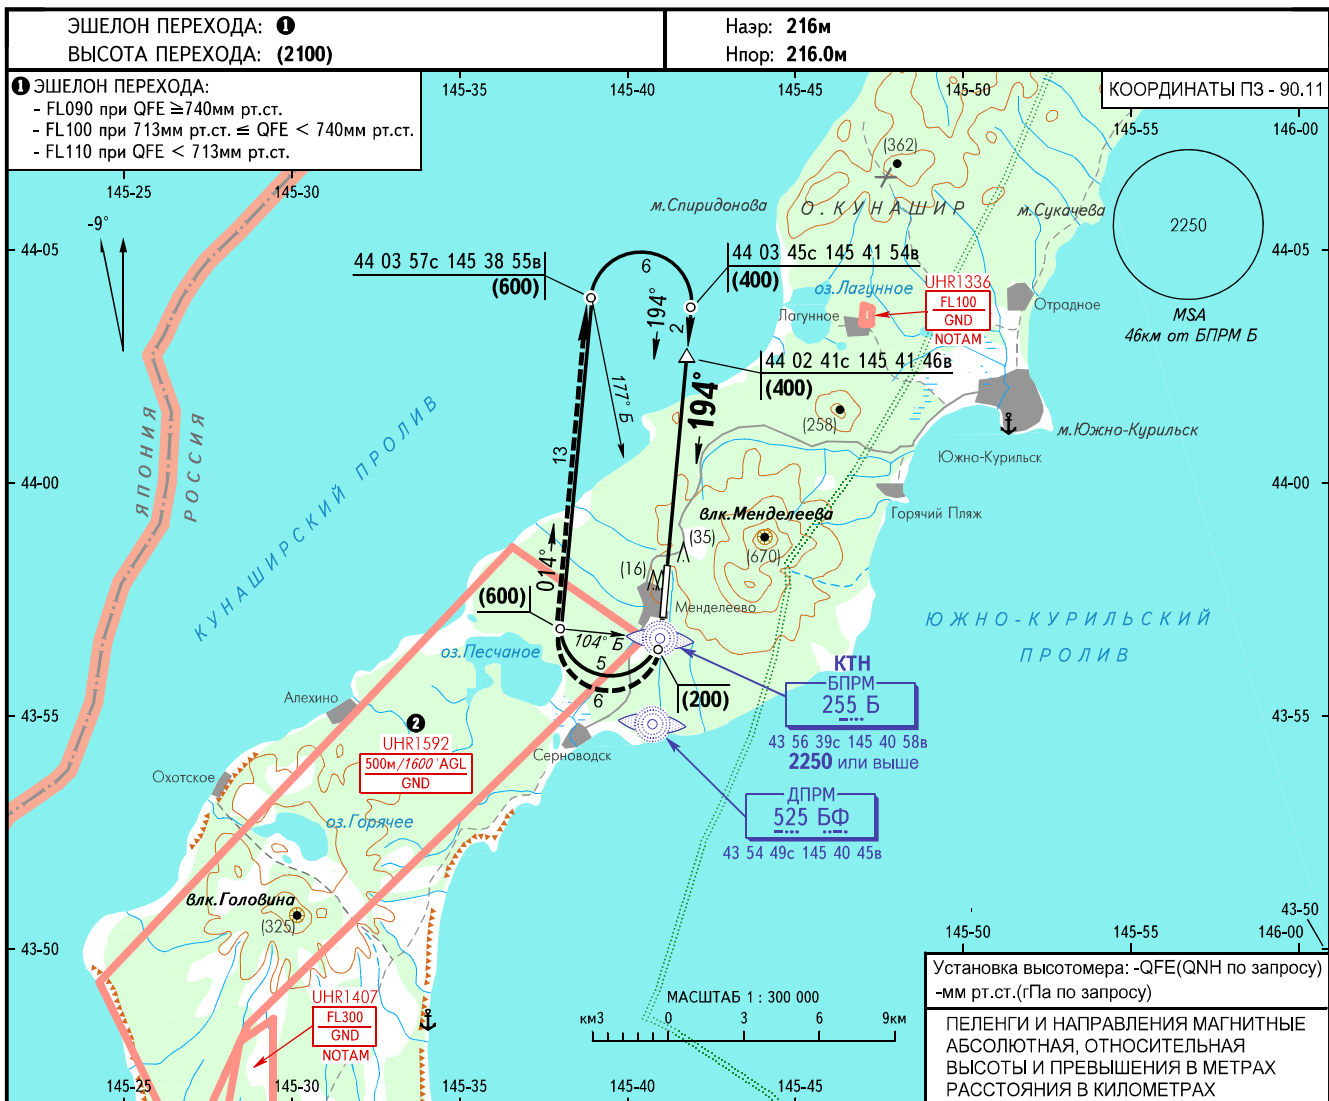 ЭШЕЛОН ПЕРЕХОДА: ❶
ВЫСОТА ПЕРЕХОДА: (2100)
Наэр: 216м
Нпор: 216.0м
❶ ЭШЕЛОН ПЕРЕХОДА:
- FL090 при QFE ≧740мм рт.ст.
- FL100 при 713мм рт.ст. ≦ QFE < 740мм рт.ст.
- FL110 при QFE < 713мм рт.ст.
КООРДИНАТЫ ПЗ - 90.11
145-35
145-40
145-45
145-50
145-55
146-00
145-25
145-30
-9°
44-05
44-05
(362)
м.Спиридонова
О. КУНАШИР
м.Сукачева
2250
MSA
46км от БПРМ Б
44 03 57с 145 38 55в
(600)
6
44 03 45с 145 41 54в
(400)
194°
2
оз.Лагунное
Лагунное
UHR1336
FL100
GND
NOTAM
Отрадное
44 02 41с 145 41 46в
(400)
177° Б
194°
(258)
м.Южно-Курильск
Южно-Курильск
ЯПОНИЯ
РОССИЯ
КУНАШИРСКИЙ ПРОЛИВ
13
44-00
44-00
Горячий Пляж
влк.Менделеева
(670)
(35)
(16)
014°
(600)
Менделеево
104° Б
5
6
(200)
оз.Песчаное
ЮЖНО-КУРИЛЬСКИЙ
ПРОЛИВ
КТН
БПРМ
255 Б
43 56 39с 145 40 58в
2250 или выше
Алехино
43-55
43-55
❷
UHR1592
500м/1600'AGL
GND
Серноводск
Охотское
ДПРМ
525 БФ
43 54 49с 145 40 45в
оз.Горячее
влк.Головина
(325)
43-50
43-50
145-50
145-55
146-00
UHR1407
FL300
GND
NOTAM
МАСШТАБ 1 : 300 000
км3 0 3 6 9км
145-25
145-30
145-35
145-40
145-45
Установка высотомера: -QFE(QNH по запросу)
-мм рт.ст.(гПа по запросу)
ПЕЛЕНГИ И НАПРАВЛЕНИЯ МАГНИТНЫЕ
АБСОЛЮТНАЯ, ОТНОСИТЕЛЬНАЯ
ВЫСОТЫ И ПРЕВЫШЕНИЯ В МЕТРАХ
РАССТОЯНИЯ В КИЛОМЕТРАХ